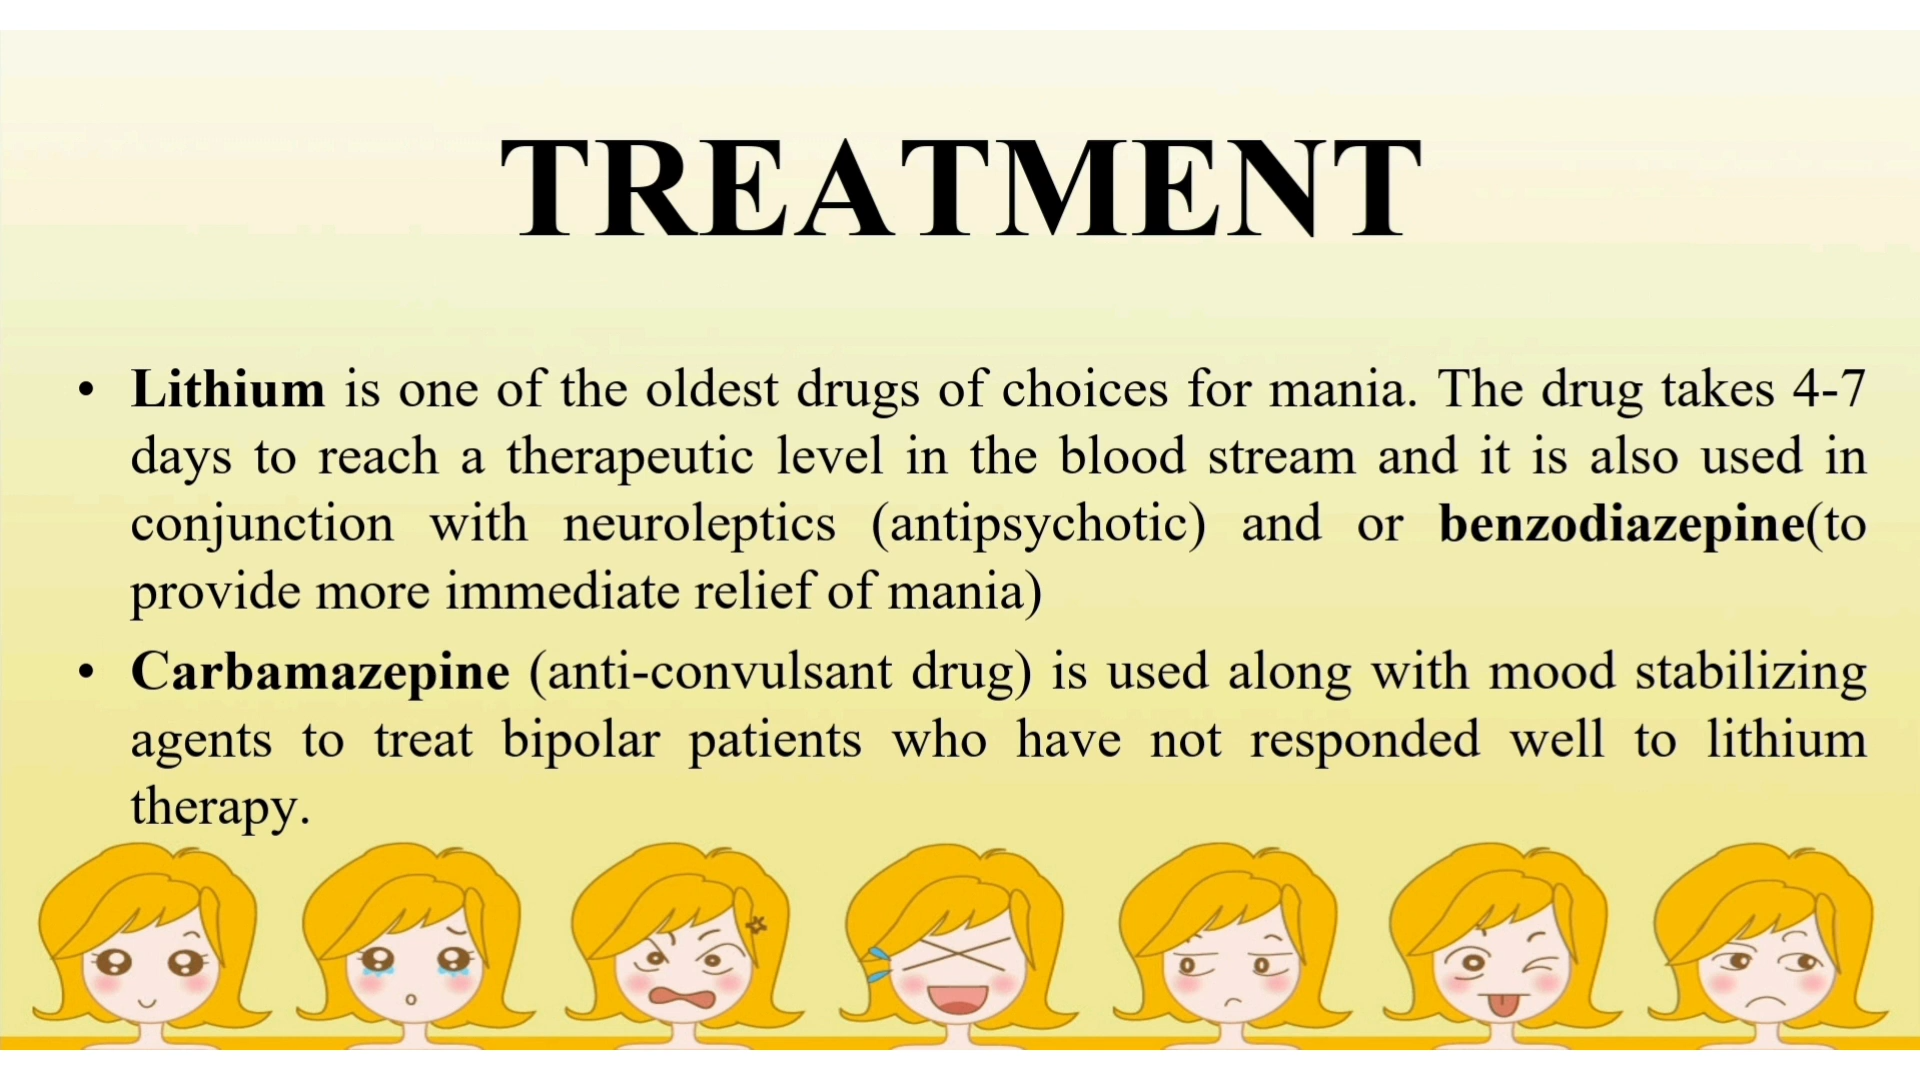 TREATMENT
• Lithium is one of the oldest drugs of choices for mania. The drug takes 4-7
days to reach a therapeutic level in the blood stream and it is also used in
conjunction with neuroleptics (antipsychotic) and or benzodiazepine(to
provide more immediate relief of mania)
• Carbamazepine (anti-convulsant drug) is used along with mood stabilizing
agents to treat bipolar patients who have not responded well to lithium
therapy.